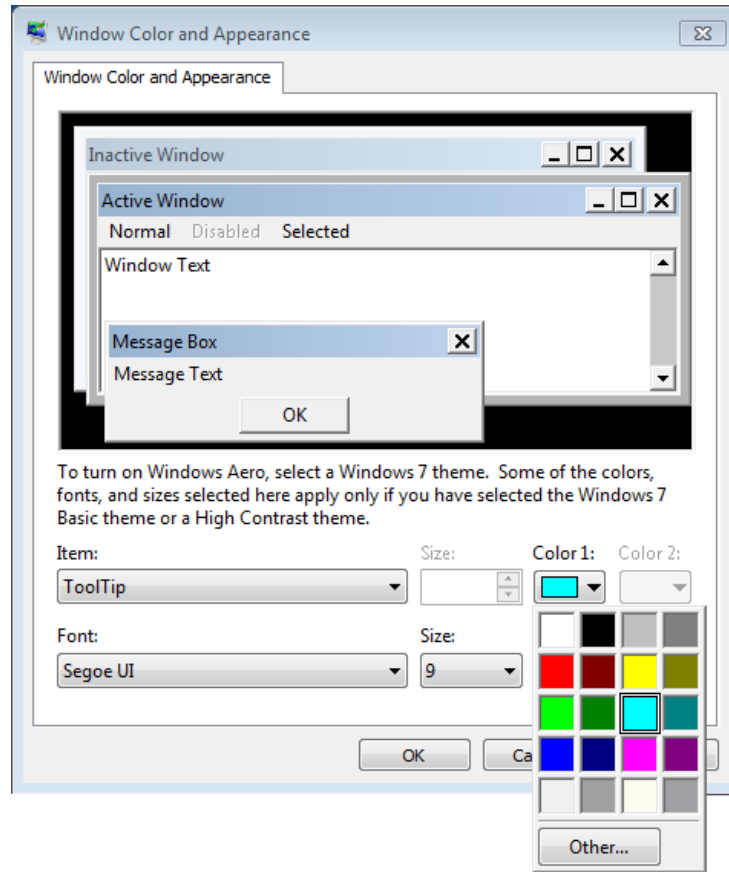 Window Color and Appearance
Window Color and Appearance
Inactive Window
Active Window
Normal Disabled Selected
Window Text
Message Box
Message Text
OK
To turn on Windows Aero, select a Windows 7 theme. Some of the colors,
fonts, and sizes selected here apply only if you have selected the Windows 7
Basic theme or a High Contrast theme.
Item: Size: Color 1: Color 2:
ToolTip
Font: Size:
Segoe UI 9
OK Ca
Other...